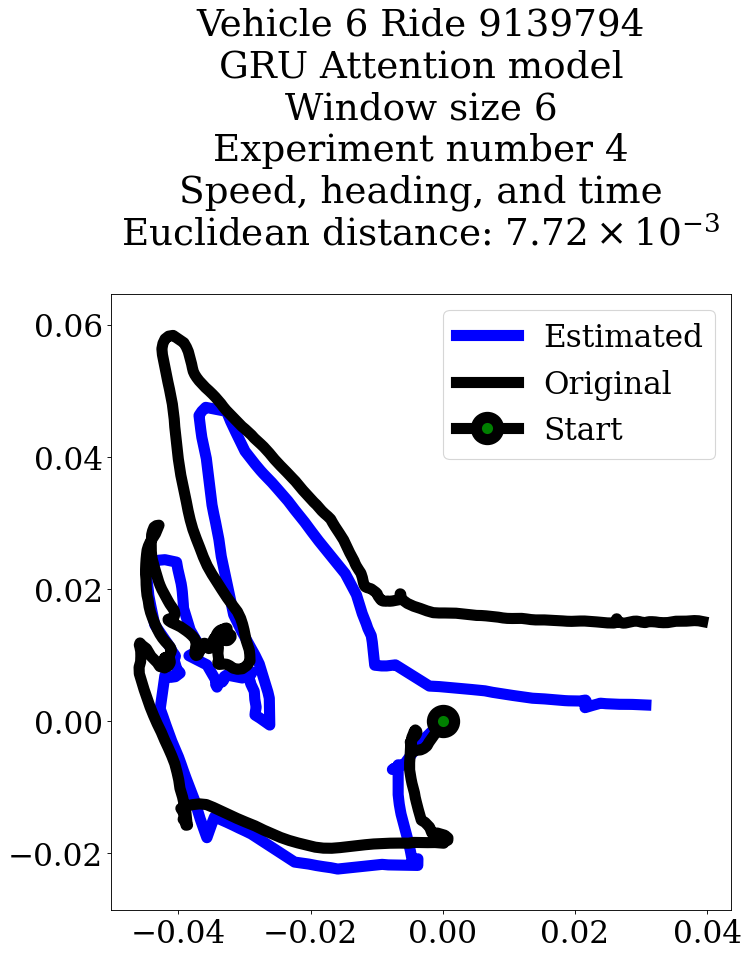 Vehicle 6 Ride 9139794
GRU Attention model
Window size 6
Experiment number 4
Speed, heading, and time
Euclidean distance: 7.72 × 10⁻³
Estimated
Original
Start
0.06
0.04
0.02
0.00
−0.02
−0.04 −0.02 0.00 0.02 0.04